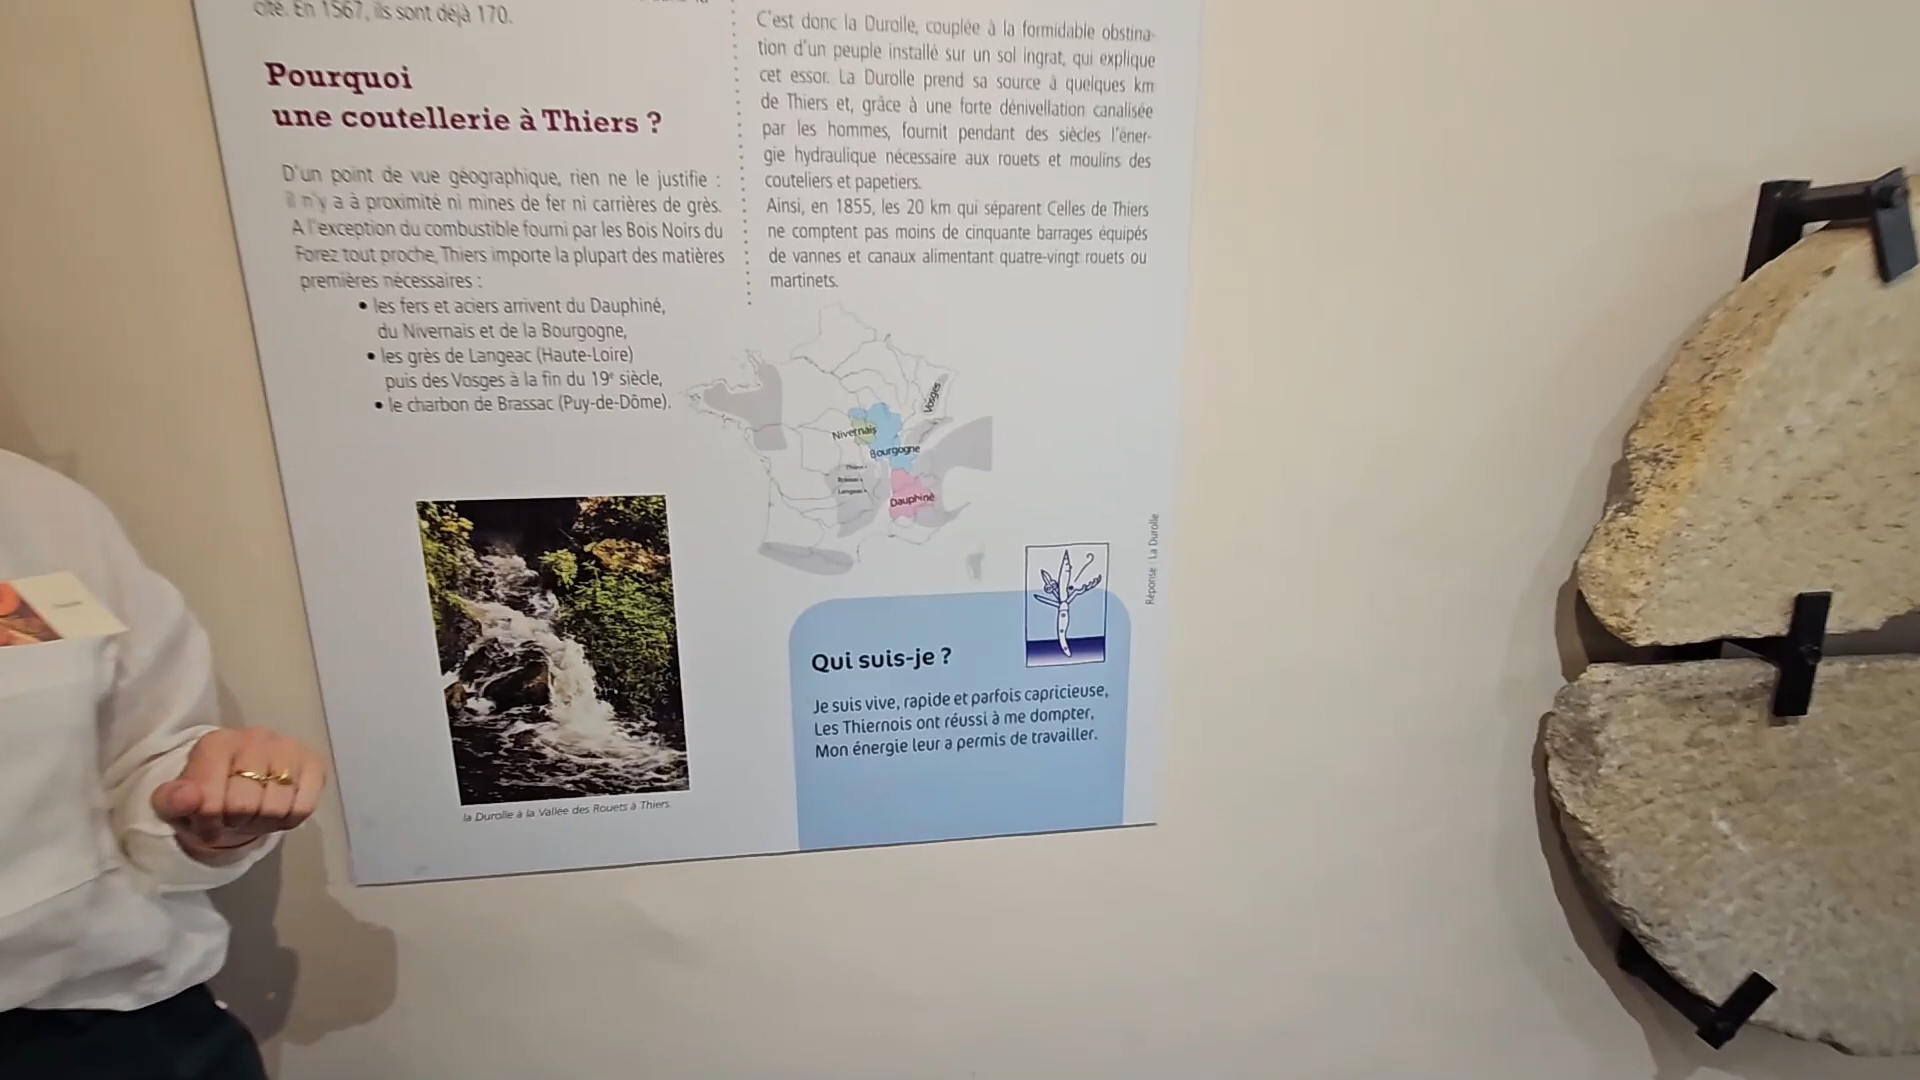 cité. En 1567, ils sont déjà 170.
Pourquoi
une coutellerie à Thiers ?
D'un point de vue géographique, rien ne le justifie :
il n'y a à proximité ni mines de fer ni carrières de grès.
A l'exception du combustible fourni par les Bois Noirs du
Forez tout proche, Thiers importe la plupart des matières
premières nécessaires :
• les fers et aciers arrivent du Dauphiné,
du Nivernais et de la Bourgogne,
• les grès de Langeac (Haute-Loire)
puis des Vosges à la fin du 19e siècle,
• le charbon de Brassac (Puy-de-Dôme).
la Durolle à la Vallée des Rouets à Thiers
C'est donc la Durolle, couplée à la formidable obstina-
tion d'un peuple installé sur un sol ingrat, qui explique
cet essor. La Durolle prend sa source à quelques km
de Thiers et, grâce à une forte dénivellation canalisée
par les hommes, fournit pendant des siècles l'éner-
gie hydraulique nécessaire aux rouets et moulins des
couteliers et papetiers.
Ainsi, en 1855, les 20 km qui séparent Celles de Thiers
ne comptent pas moins de cinquante barrages équipés
de vannes et canaux alimentant quatre-vingt rouets ou
martinets.
Vosges
Nivernais
Bourgogne
Thiers
Brassac
Langeac
Dauphiné
Réponse : La Durolle
Qui suis-je ?
Je suis vive, rapide et parfois capricieuse,
Les Thiernois ont réussi à me dompter,
Mon énergie leur a permis de travailler.